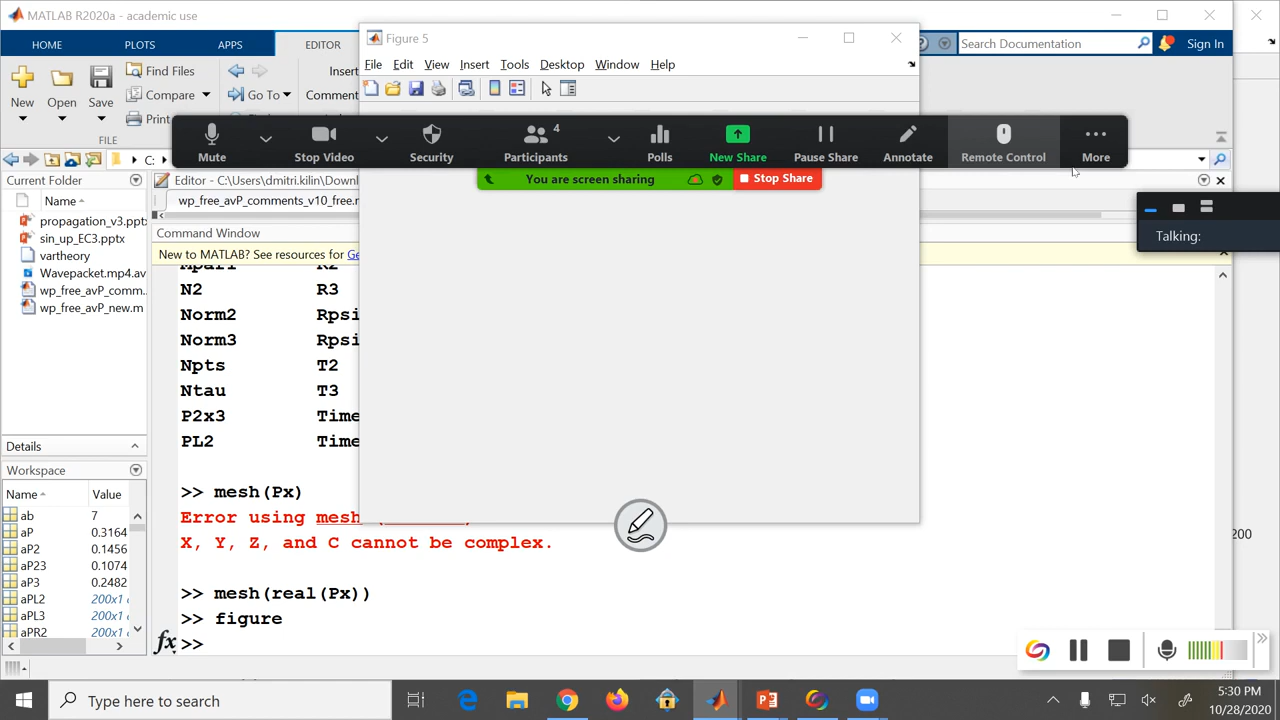 MATLAB R2020a - academic use
Figure 5
HOME
PLOTS
APPS
EDITOR
Search Documentation
Sign In
File
Edit
View
Insert
Tools
Desktop
Window
Help
New
Open
Save
Find Files
Compare
Print
Go To
Insert
Comment
FILE
Mute
Stop Video
Security
Participants
4
Polls
New Share
Pause Share
Annotate
Remote Control
More
You are screen sharing
Stop Share
C:
Current Folder
Editor - C:\Users\dmitri.kilin\Downl
Name
wp_free_avP_comments_v10_free.m
Talking:
propagation_v3.pptx
sin_up_EC3.pptx
vartheory
Wavepacket.mp4.av
wp_free_avP_comm..
wp_free_avP_new.m
Command Window
New to MATLAB? See resources for Ge
N2 R3
Norm2 Rpsi
Norm3 Rpsi
Npts T2
Ntau T3
P2x3 Time
PL2 Time
>> mesh(Px)
Error using mesh
X, Y, Z, and C cannot be complex.
>> mesh(real(Px))
>> figure
fx >>
Details
Workspace
Name
Value
ab 7
aP 0.3164
aP2 0.1456
aP23 0.1074
aP3 0.2482
aPL2 200x1 c
aPL3 200x1 c
aPR2 200x1 c
200
Type here to search
5:30 PM
10/28/2020